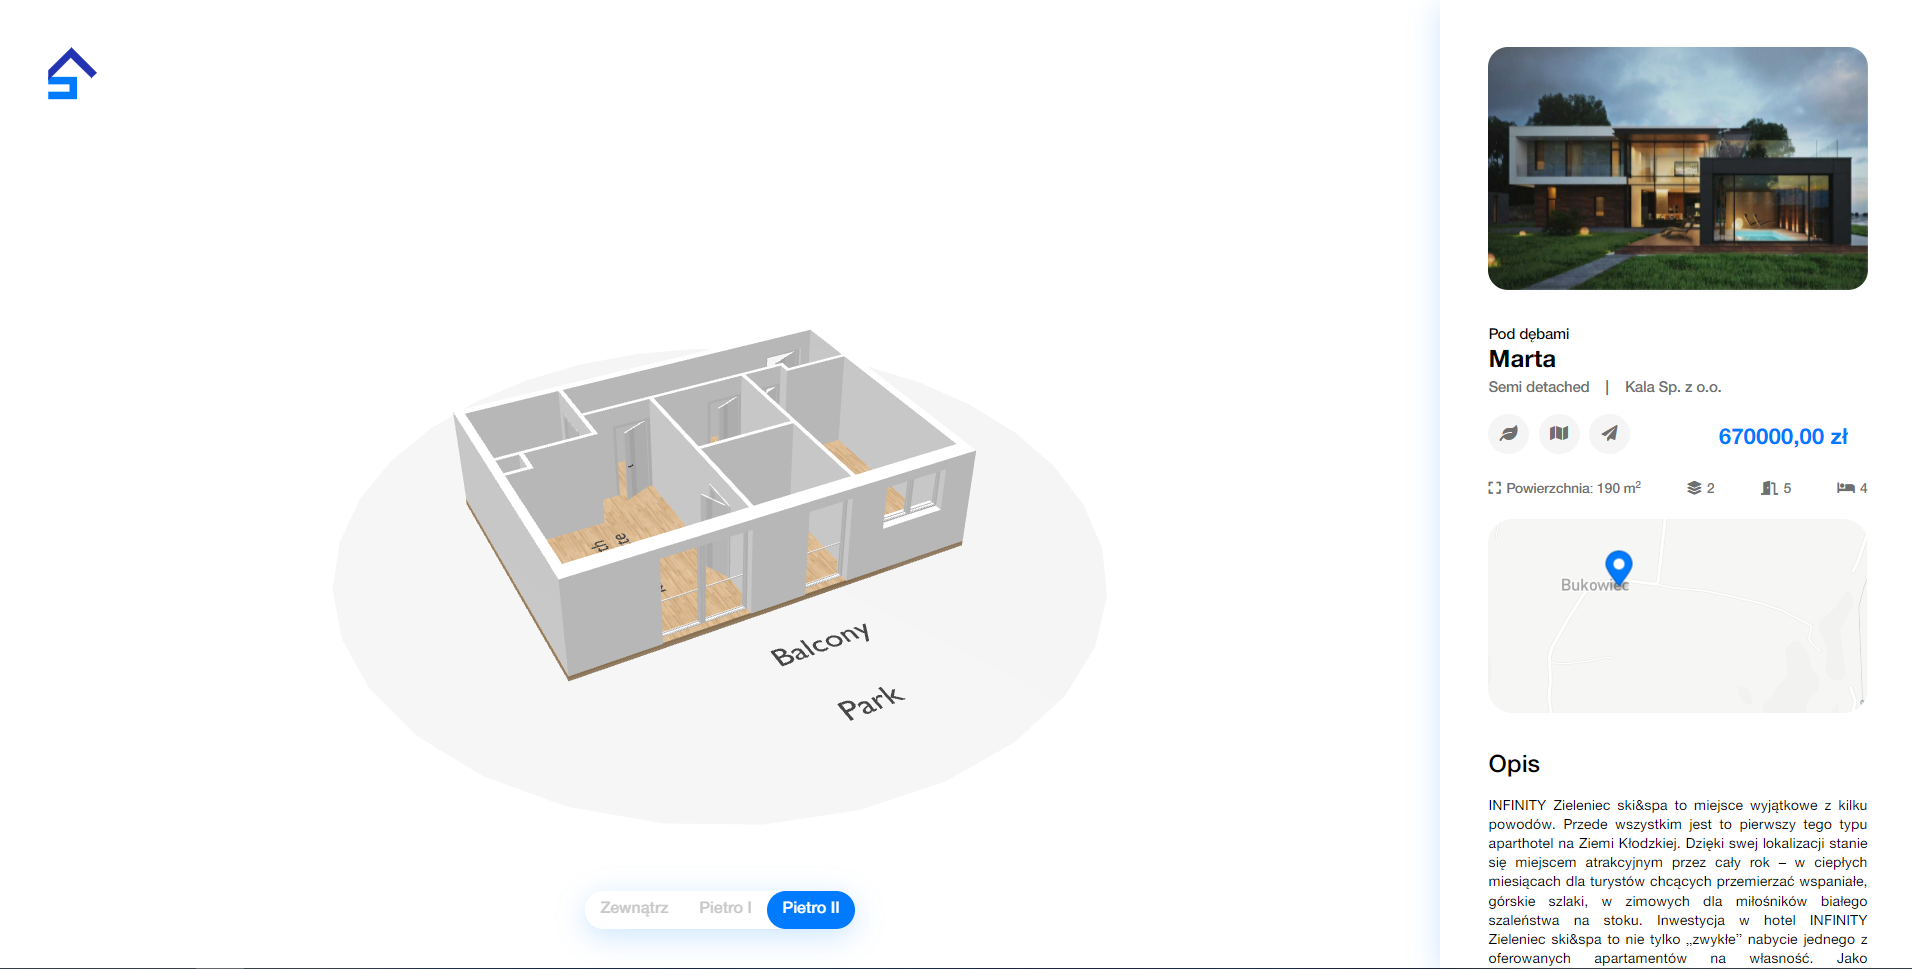 Balcony
Park
Zewnątrz Pietro I Pietro II
Pod dębami
Marta
Semi detached | Kala Sp. z o.o.
670000,00 zł
Powierzchnia: 190 m² 2 5 4
Bukowiec
Opis
INFINITY Zieleniec ski&spa to miejsce wyjątkowe z kilku
powodów. Przede wszystkim jest to pierwszy tego typu
aparthotel na Ziemi Kłodzkiej. Dzięki swej lokalizacji stanie
się miejscem atrakcyjnym przez cały rok – w ciepłych
miesiącach dla turystów chcących przemierzać wspaniałe,
górskie szlaki, w zimowych dla miłośników białego
szaleństwa na stoku. Inwestycja w hotel INFINITY
Zieleniec ski&spa to nie tylko „zwykłe” nabycie jednego z
oferowanych apartamentów na własność. Jako